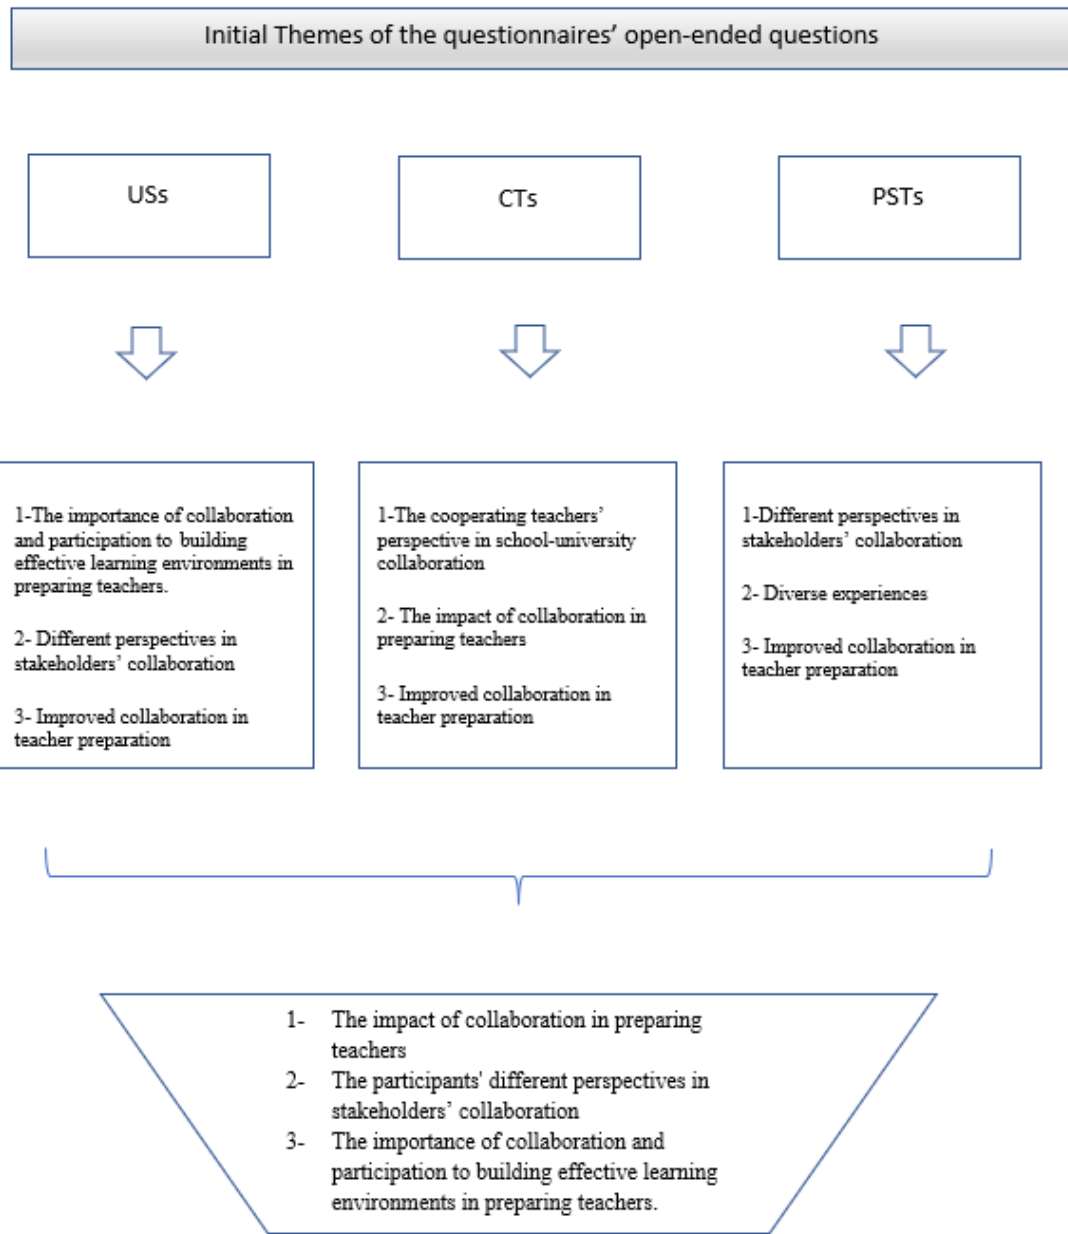 Initial Themes of the questionnaires’ open-ended questions
USs
CTs
PSTs
1-The importance of collaboration
and participation to building
effective learning environments in
preparing teachers.
2- Different perspectives in
stakeholders’ collaboration
3- Improved collaboration in
teacher preparation
1-The cooperating teachers’
perspective in school-university
collaboration
2- The impact of collaboration in
preparing teachers
3- Improved collaboration in
teacher preparation
1-Different perspectives in
stakeholders’ collaboration
2- Diverse experiences
3- Improved collaboration in
teacher preparation
1- The impact of collaboration in preparing
teachers
2- The participants' different perspectives in
stakeholders’ collaboration
3- The importance of collaboration and
participation to building effective learning
environments in preparing teachers.